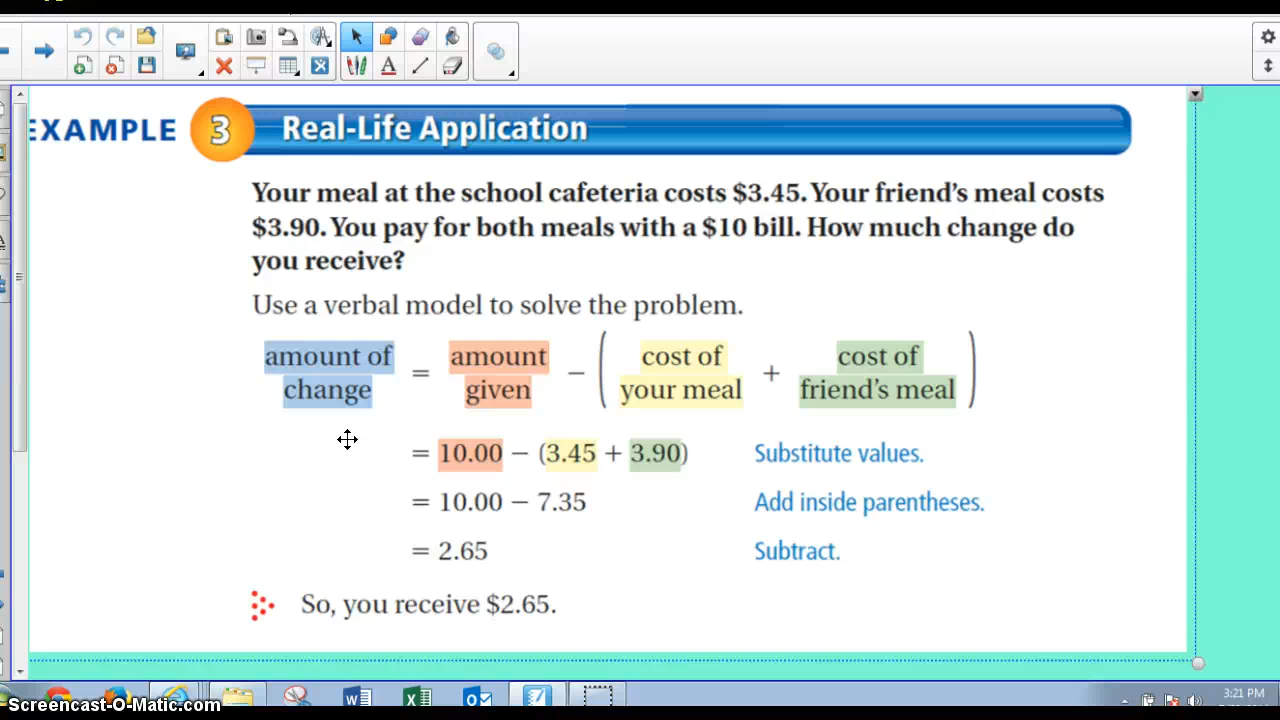 EXAMPLE 3 Real-Life Application
Your meal at the school cafeteria costs $3.45. Your friend's meal costs
$3.90. You pay for both meals with a $10 bill. How much change do
you receive?
Use a verbal model to solve the problem.
amount of change = amount given − ( cost of your meal + cost of friend's meal )
= 10.00 − (3.45 + 3.90) Substitute values.
= 10.00 − 7.35 Add inside parentheses.
= 2.65 Subtract.
So, you receive $2.65.
3:21 PM
Screencast-O-Matic.com